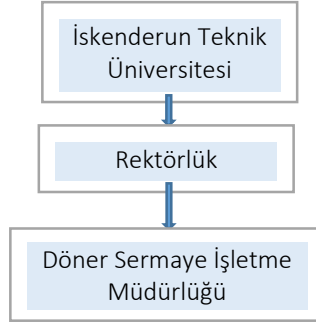 İskenderun Teknik
Üniversitesi
Rektörlük
Döner Sermaye İşletme
Müdürlüğü